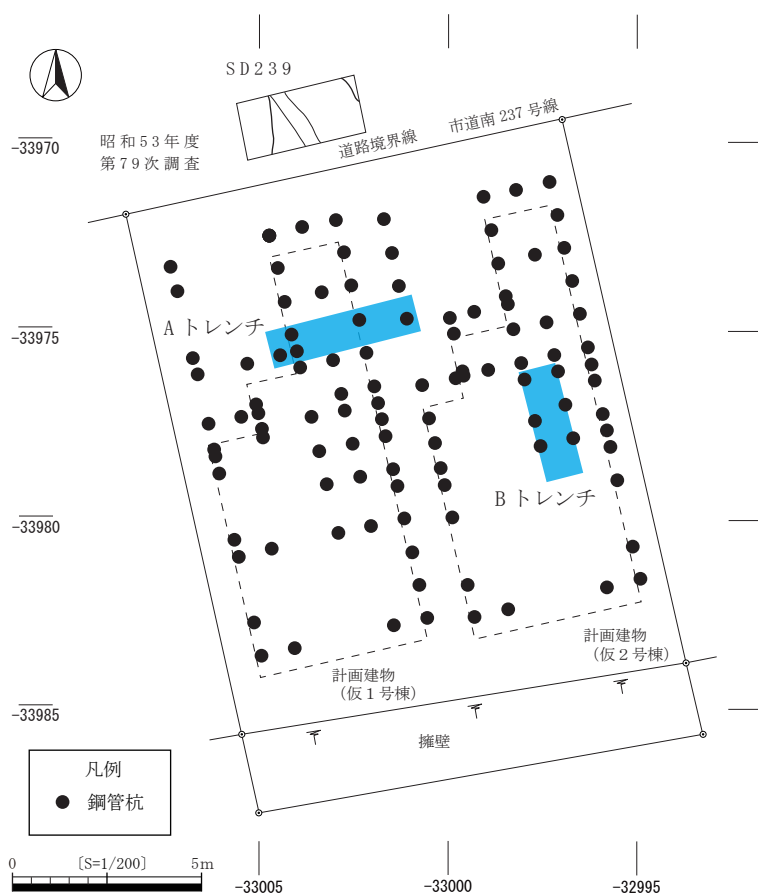 SD239
昭和53年度
第79次調査
道路境界線
市道南237号線
-33970
-33975
Aトレンチ
-33980
Bトレンチ
計画建物
(仮1号棟)
計画建物
(仮2号棟)
-33985
擁壁
凡例
鋼管杭
0 〔S=1/200〕 5m
-33005
-33000
-32995